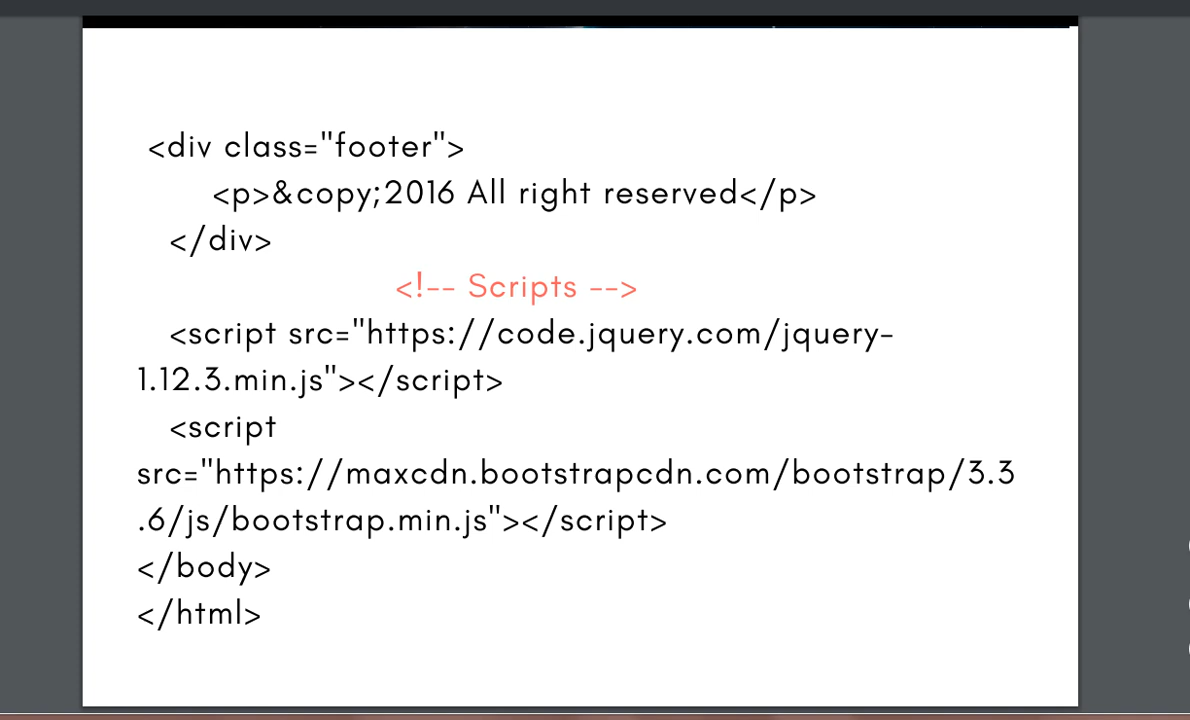 <div class="footer">
<p>&copy;2016 All right reserved</p>
</div>
<!-- Scripts -->
<script src="https://code.jquery.com/jquery-
1.12.3.min.js"></script>
<script
src="https://maxcdn.bootstrapcdn.com/bootstrap/3.3
.6/js/bootstrap.min.js"></script>
</body>
</html>